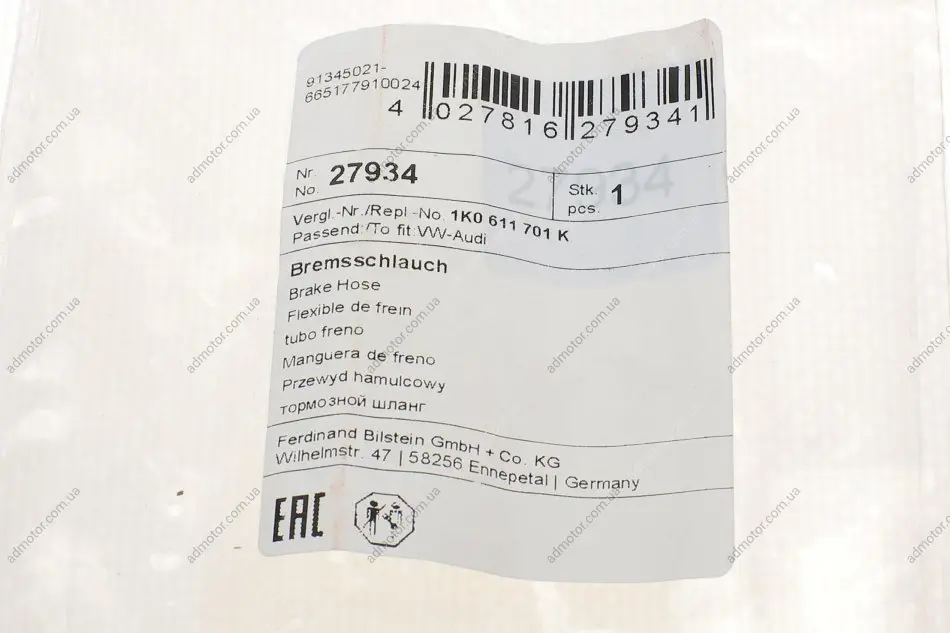 91345021-
665177910024
4 027816 279341
Nr.
No. 27934
Stk.
pcs. 1
Vergl.-Nr./Repl.-No. 1K0 611 701 K
Passend:/To fit:VW-Audi
Bremsschlauch
Brake Hose
Flexible de frein
tubo freno
Manguera de freno
Przewyd hamulcowy
тормозной шланг
Ferdinand Bilstein GmbH + Co. KG
Wilhelmstr. 47 | 58256 Ennepetal | Germany
EAC
admotor.com.ua